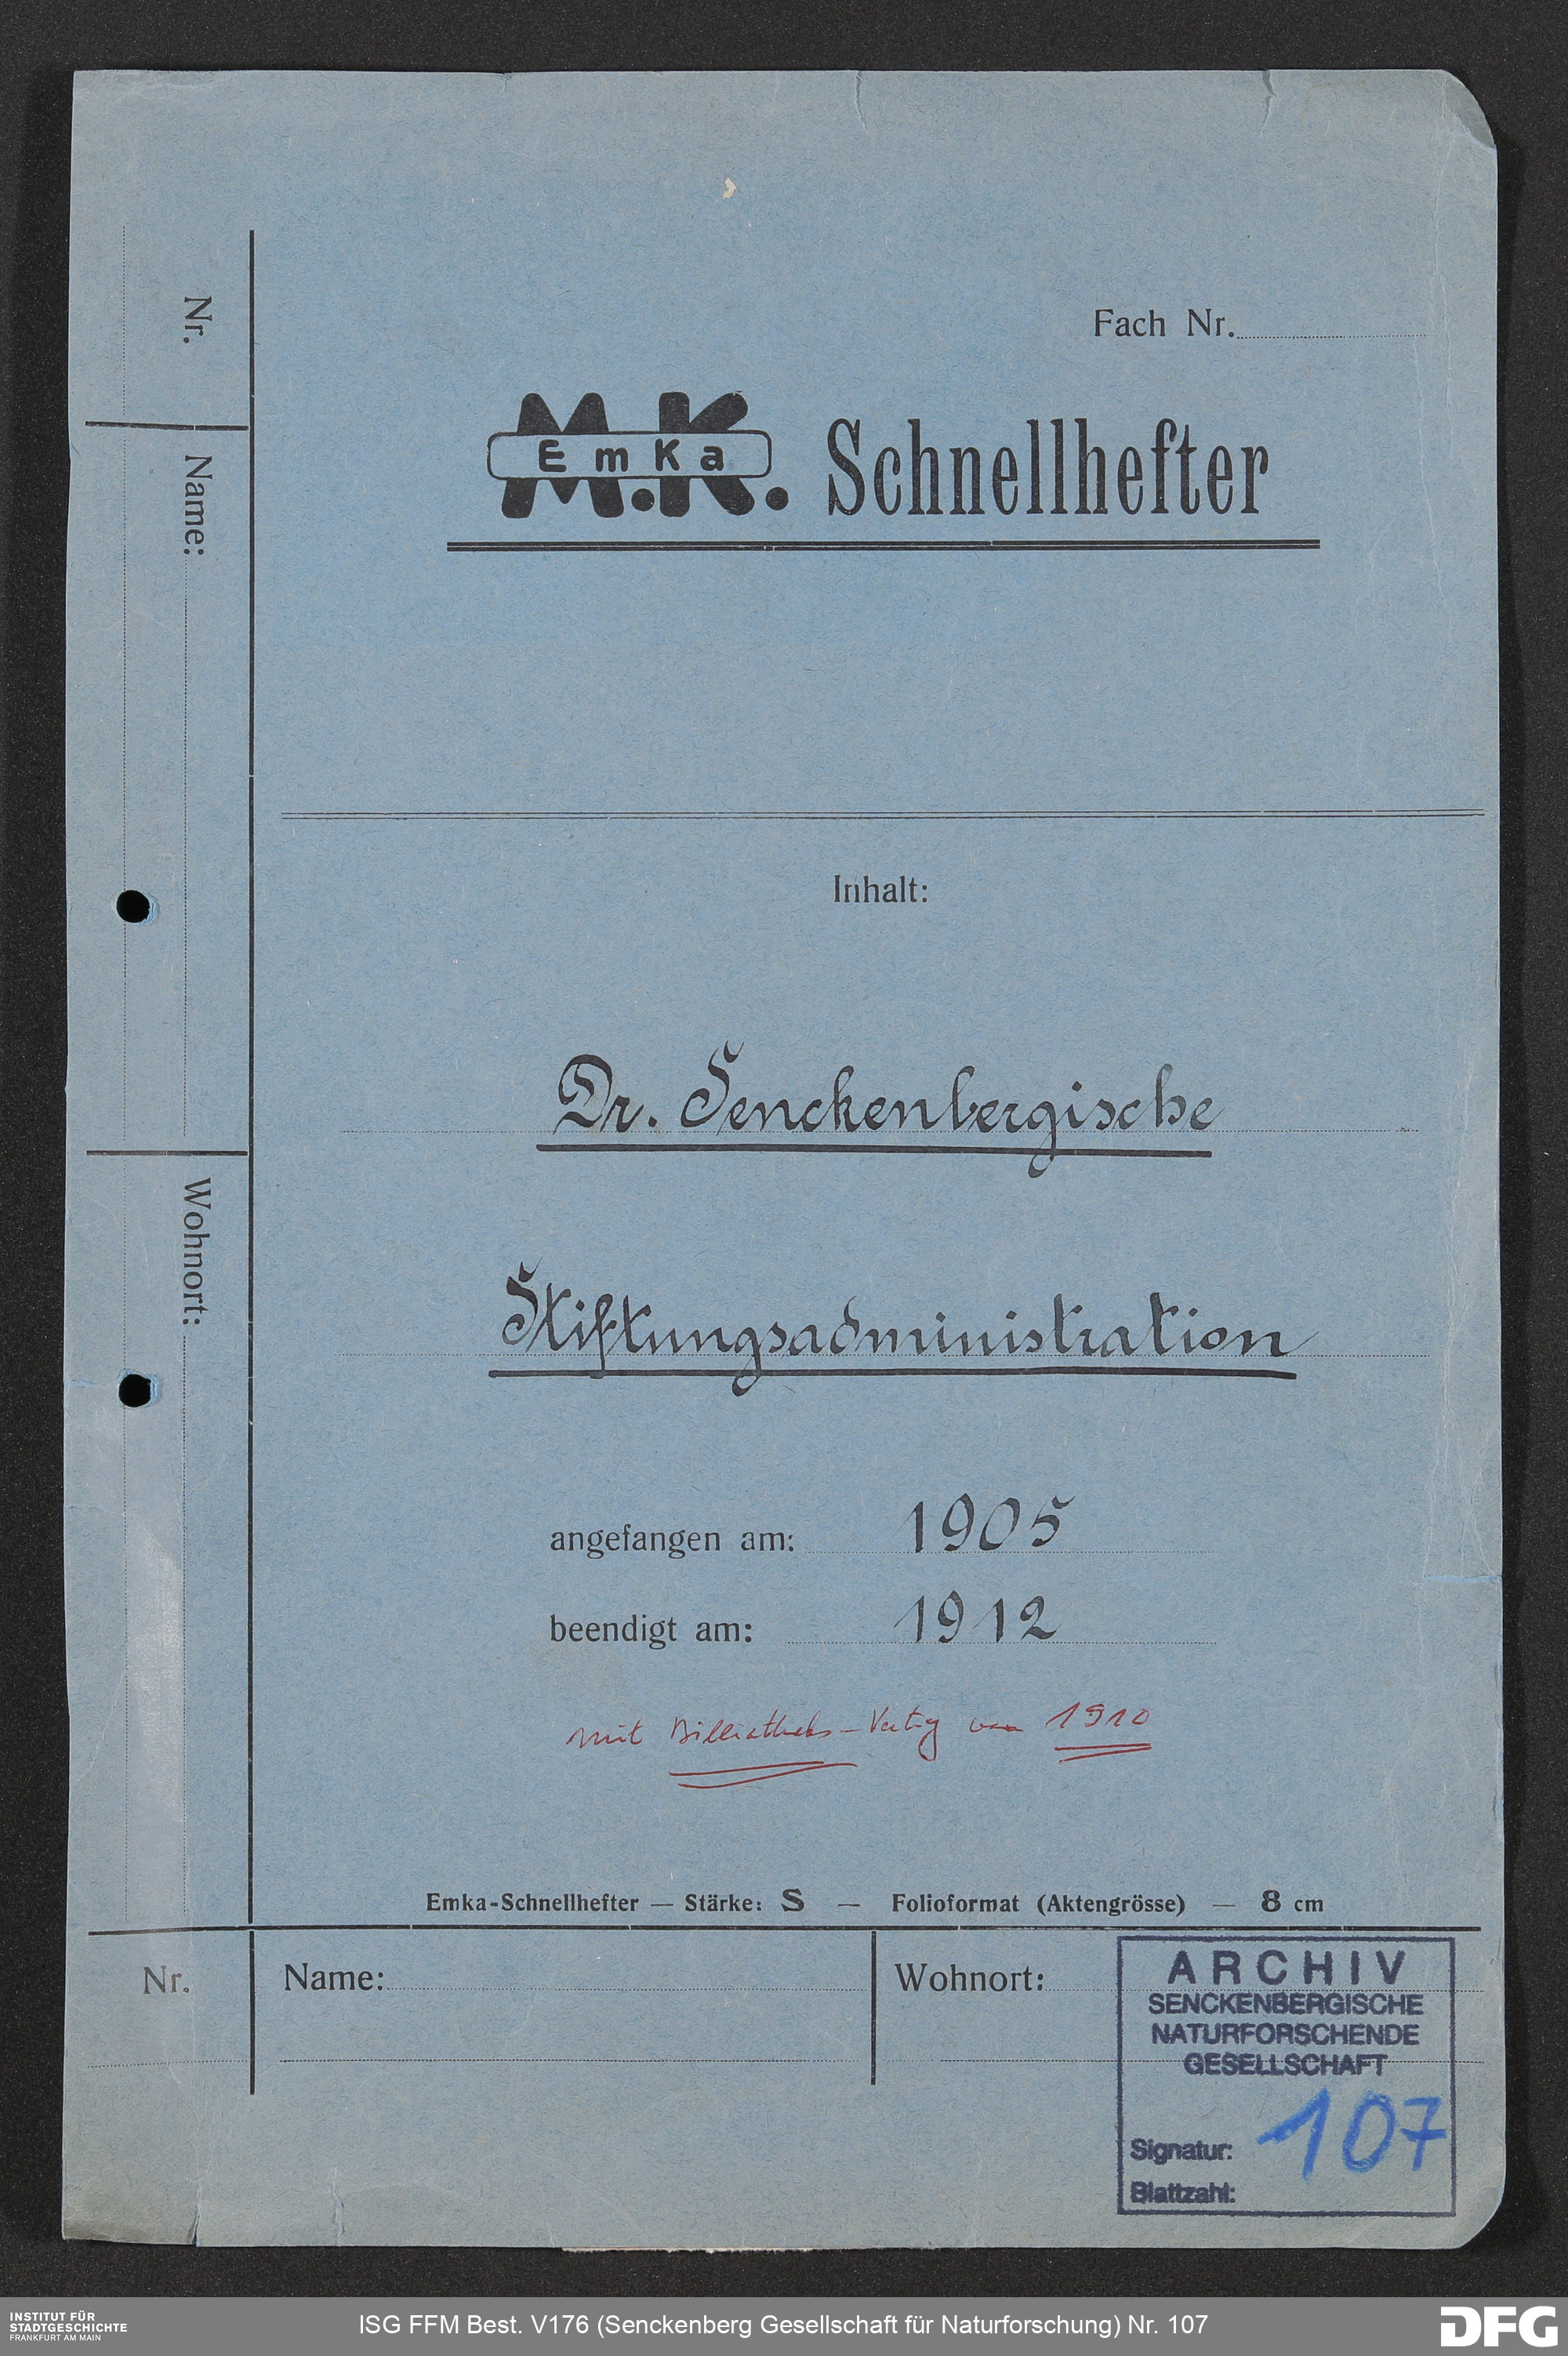 Nr.
Name:
Wohnort:
Fach Nr.
M.K.
EmKa
Schnellhefter
Inhalt:
Dr. Senckenbergische
Stiftungsadministration
angefangen am: 1905
beendigt am: 1912
mit Bibliotheks-Vertrag von 1910
Emka-Schnellhefter — Stärke: S — Folioformat (Aktengrösse) — 8 cm
Nr. Name: Wohnort:
ARCHIV
SENCKENBERGISCHE
NATURFORSCHENDE
GESELLSCHAFT
Signatur: 107
Blattzahl:
INSTITUT FÜR
STADTGESCHICHTE
FRANKFURT AM MAIN
ISG FFM Best. V176 (Senckenberg Gesellschaft für Naturforschung) Nr. 107
DFG